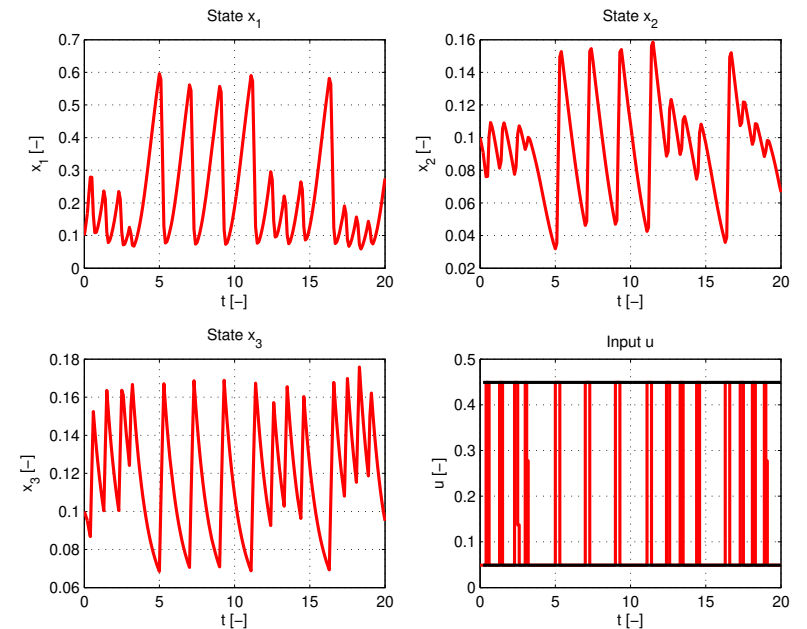 State x1
0.7
0.6
0.5
0.4
0.3
0.2
0.1
0
x1 [−]
0 5 10 15 20
t [−]
State x2
0.16
0.14
0.12
0.1
0.08
0.06
0.04
0.02
x2 [−]
0 5 10 15 20
t [−]
State x3
0.18
0.16
0.14
0.12
0.1
0.08
0.06
x3 [−]
0 5 10 15 20
t [−]
Input u
0.5
0.4
0.3
0.2
0.1
0
u [−]
0 5 10 15 20
t [−]